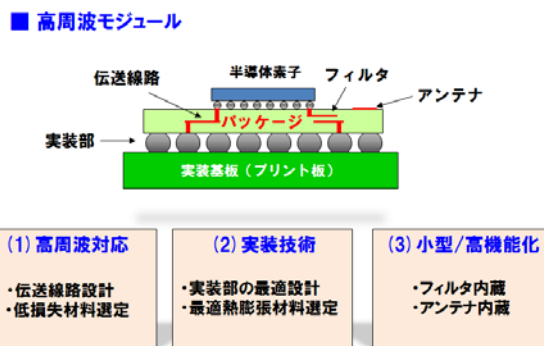 ■ 高周波モジュール
半導体素子
伝送線路
フィルタ
アンテナ
パッケージ
実装部
実装基板（プリント板）
(1) 高周波対応
・伝送線路設計
・低損失材料選定
(2) 実装技術
・実装部の最適設計
・最適熱膨張材料選定
(3) 小型/高機能化
・フィルタ内蔵
・アンテナ内蔵